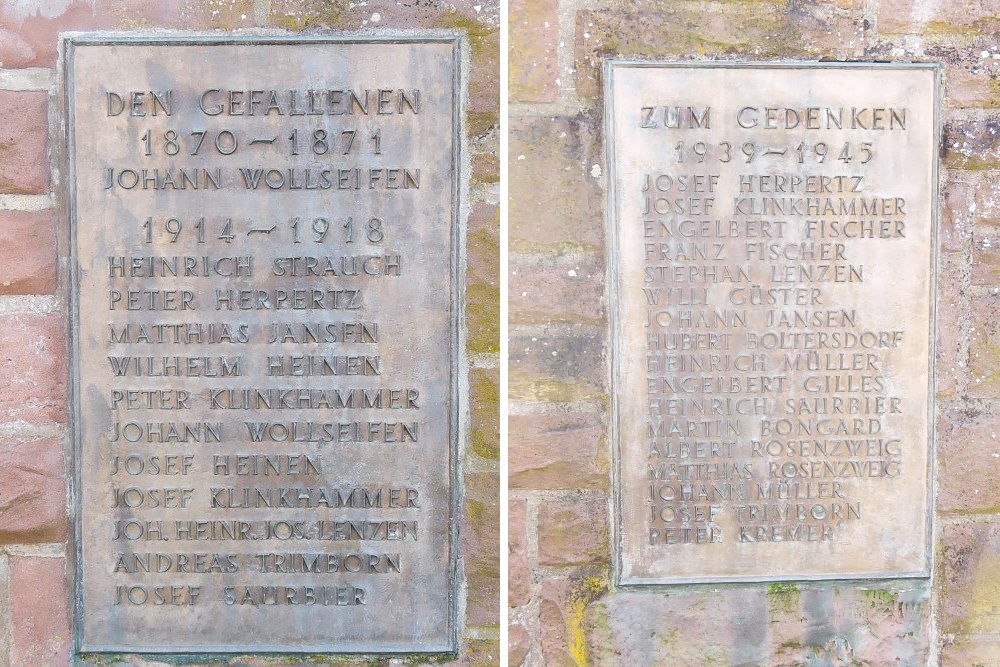 DEN GEFALLENEN
1870~1871
JOHANN WOLLSEIFEN
1914~1918
HEINRICH STRAUCH
PETER HERPERTZ
MATTHIAS JANSEN
WILHELM HEINEN
PETER KLINKHAMMER
JOHANN WOLLSEIFEN
JOSEF HEINEN
JOSEF KLINKHAMMER
JOH. HEINR. JOS. LENZEN
ANDREAS TRIMBORN
JOSEF SAURBIER
ZUM GEDENKEN
1939~1945
JOSEF HERPERTZ
JOSEF KLINKHAMMER
ENGELBERT FISCHER
FRANZ FISCHER
STEPHAN LENZEN
WILLI GÜSTER
JOHANN JANSEN
HUBERT BOLTERSDORF
HEINRICH MÜLLER
ENGELBERT GILLES
HEINRICH SAURBIER
MARTIN BONGARD
ALBERT ROSENZWEIG
MATTHIAS ROSENZWEIG
JOHANN MÜLLER
JOSEF TRIMBORN
PETER KREMER